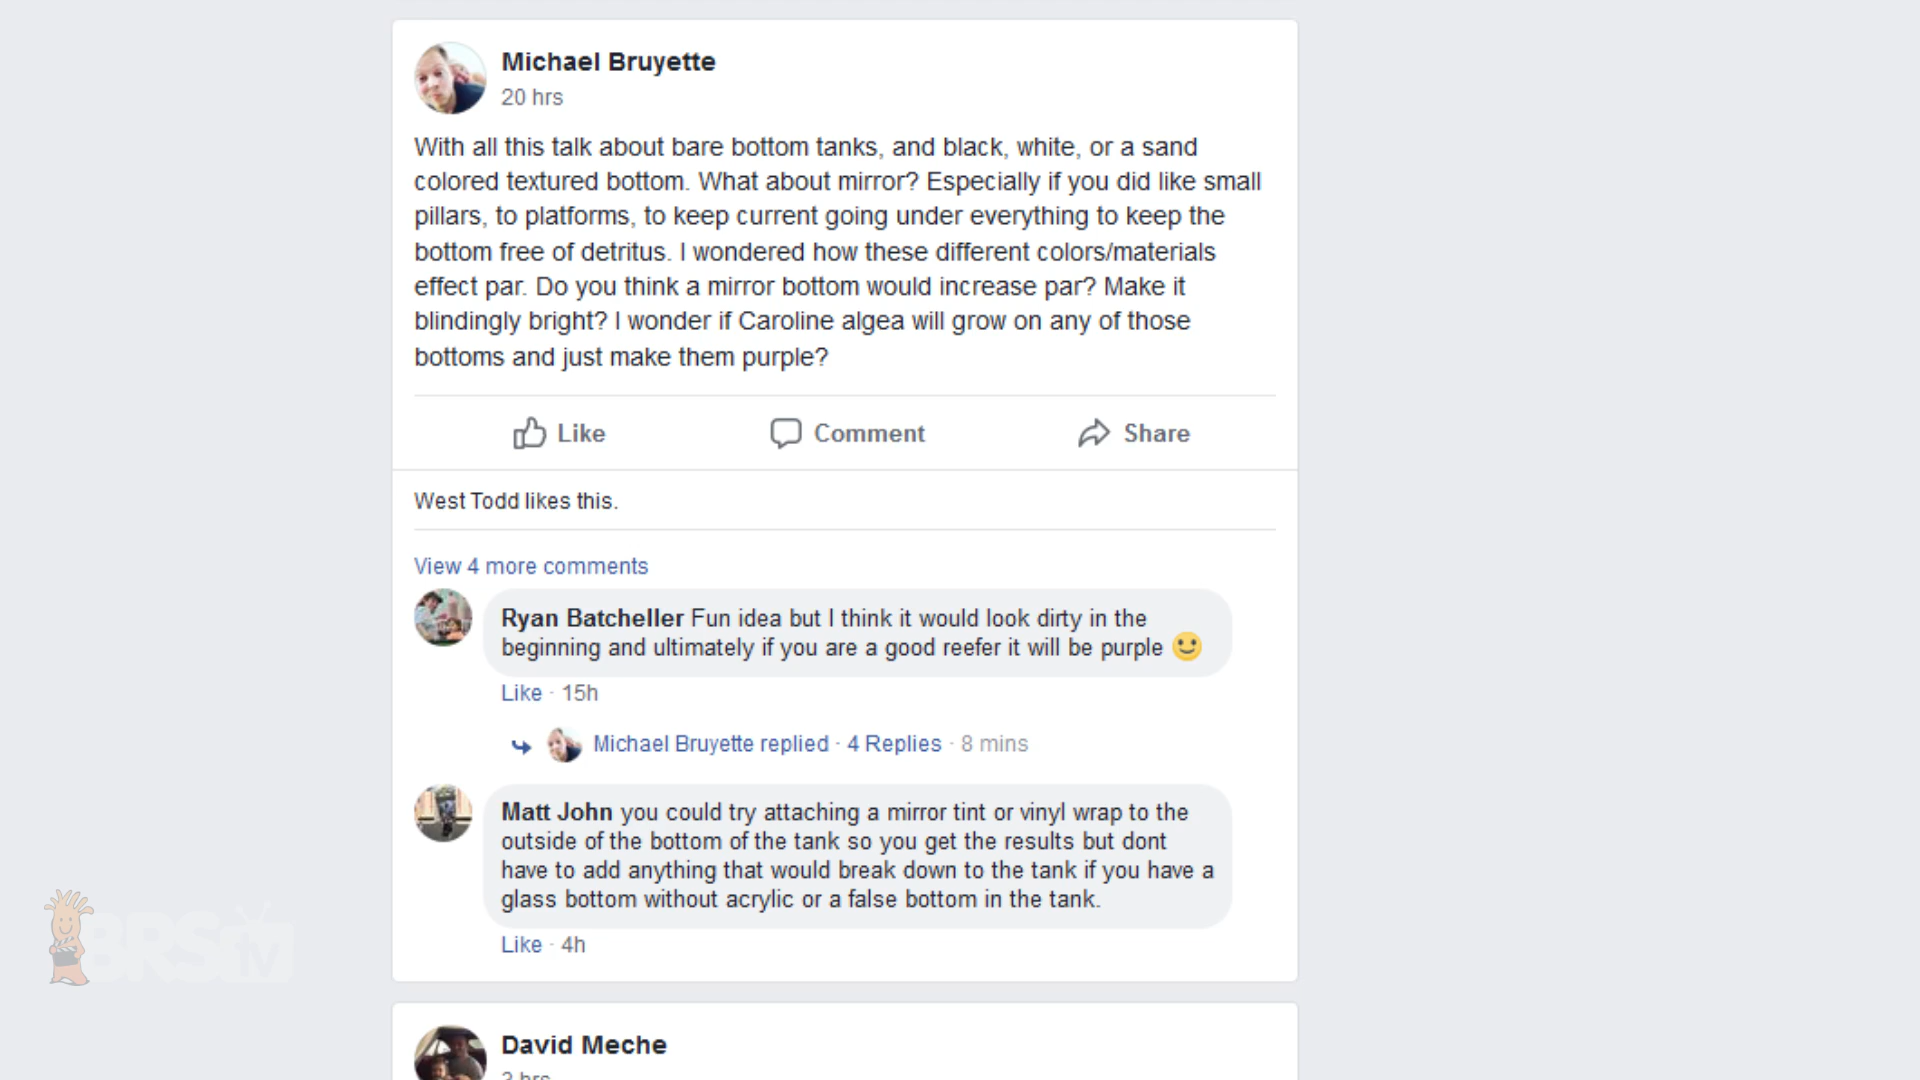 Michael Bruyette
20 hrs
With all this talk about bare bottom tanks, and black, white, or a sand
colored textured bottom. What about mirror? Especially if you did like small
pillars, to platforms, to keep current going under everything to keep the
bottom free of detritus. I wondered how these different colors/materials
effect par. Do you think a mirror bottom would increase par? Make it
blindingly bright? I wonder if Caroline algea will grow on any of those
bottoms and just make them purple?
Like Comment Share
West Todd likes this.
View 4 more comments
Ryan Batcheller Fun idea but I think it would look dirty in the
beginning and ultimately if you are a good reefer it will be purple 🙂
Like · 15h
Michael Bruyette replied · 4 Replies · 8 mins
Matt John you could try attaching a mirror tint or vinyl wrap to the
outside of the bottom of the tank so you get the results but dont
have to add anything that would break down to the tank if you have a
glass bottom without acrylic or a false bottom in the tank.
Like · 4h
BRStv
David Meche
hrs